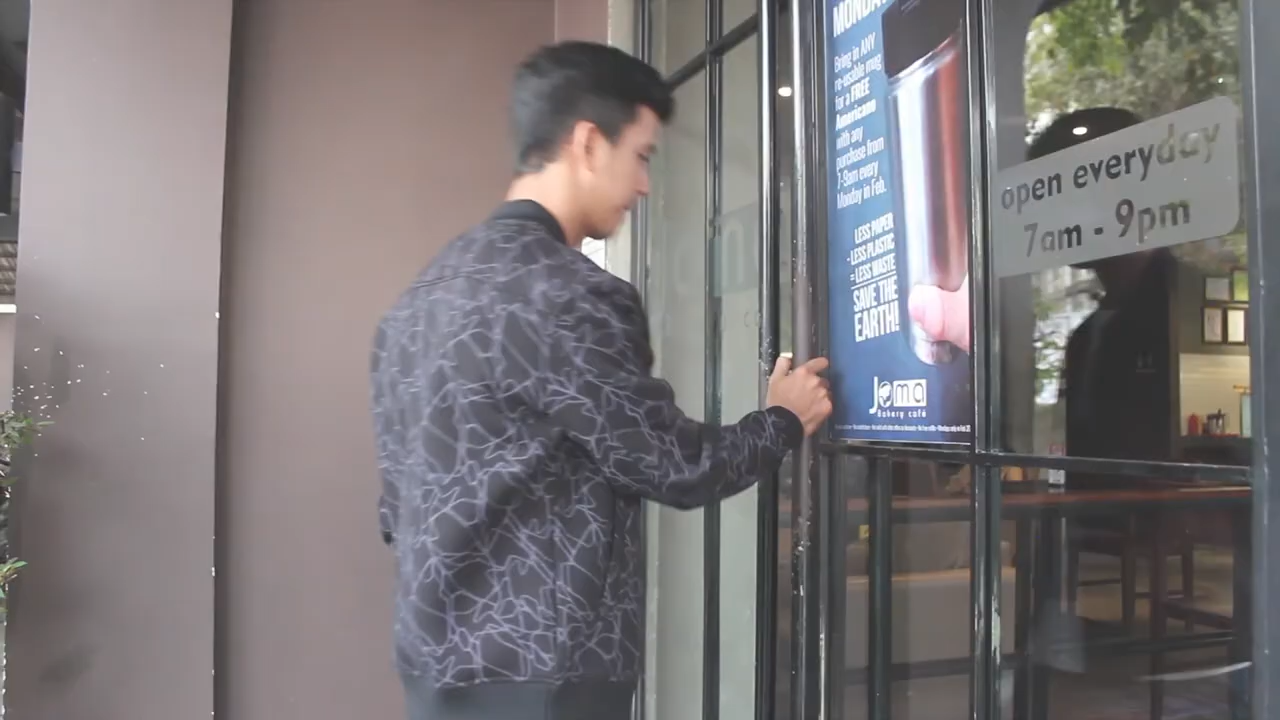 MONDAY
Bring in ANY
re-usable mug
for a FREE
Americano
with any
purchase from
7-9am every
Monday in Feb.
LESS PAPER
- LESS PLASTIC
= LESS WASTE
SAVE THE
EARTH!
Joma
Bakery café
open everyday
7am - 9pm